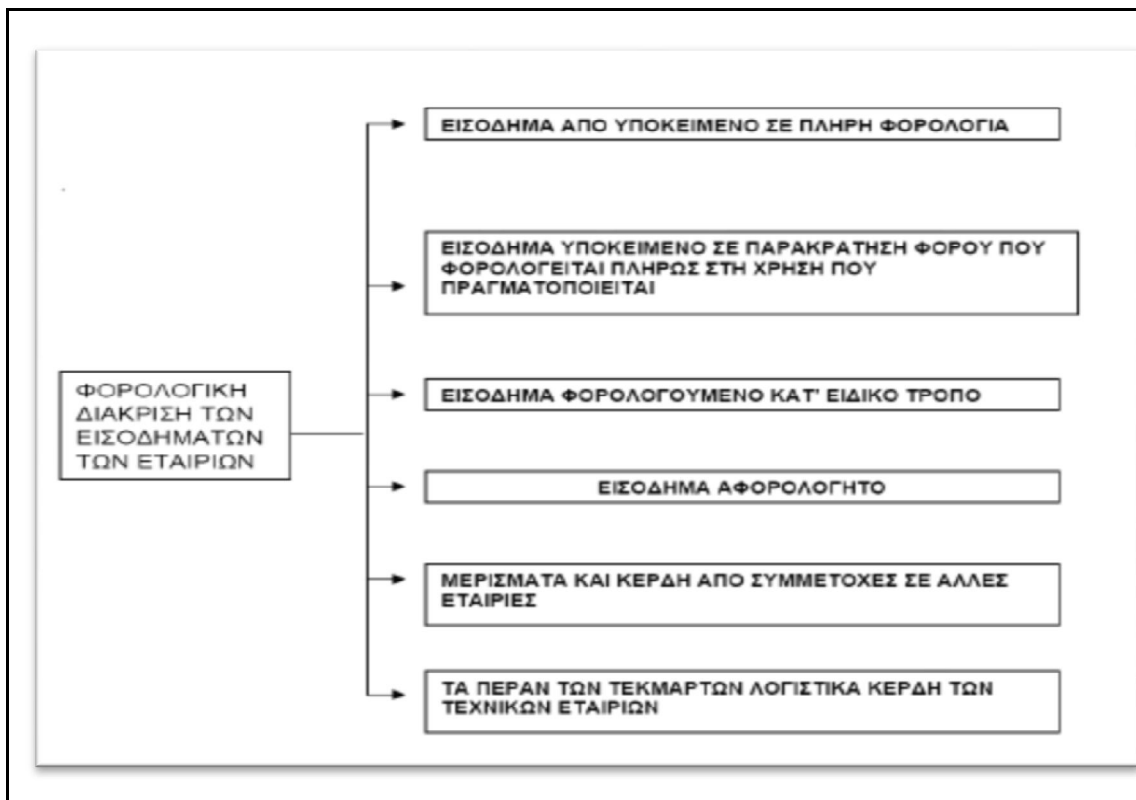 ΕΙΣΟΔΗΜΑ ΑΠΟ ΥΠΟΚΕΙΜΕΝΟ ΣΕ ΠΛΗΡΗ ΦΟΡΟΛΟΓΙΑ
ΕΙΣΟΔΗΜΑ ΥΠΟΚΕΙΜΕΝΟ ΣΕ ΠΑΡΑΚΡΑΤΗΣΗ ΦΟΡΟΥ ΠΟΥ
ΦΟΡΟΛΟΓΕΙΤΑΙ ΠΛΗΡΩΣ ΣΤΗ ΧΡΗΣΗ ΠΟΥ
ΠΡΑΓΜΑΤΟΠΟΙΕΙΤΑΙ
ΦΟΡΟΛΟΓΙΚΗ
ΔΙΑΚΡΙΣΗ ΤΩΝ
ΕΙΣΟΔΗΜΑΤΩΝ
ΤΩΝ ΕΤΑΙΡΙΩΝ
ΕΙΣΟΔΗΜΑ ΦΟΡΟΛΟΓΟΥΜΕΝΟ ΚΑΤ' ΕΙΔΙΚΟ ΤΡΟΠΟ
ΕΙΣΟΔΗΜΑ ΑΦΟΡΟΛΟΓΗΤΟ
ΜΕΡΙΣΜΑΤΑ ΚΑΙ ΚΕΡΔΗ ΑΠΟ ΣΥΜΜΕΤΟΧΕΣ ΣΕ ΑΛΛΕΣ
ΕΤΑΙΡΙΕΣ
ΤΑ ΠΕΡΑΝ ΤΩΝ ΤΕΚΜΑΡΤΩΝ ΛΟΓΙΣΤΙΚΑ ΚΕΡΔΗ ΤΩΝ
ΤΕΧΝΙΚΩΝ ΕΤΑΙΡΙΩΝ